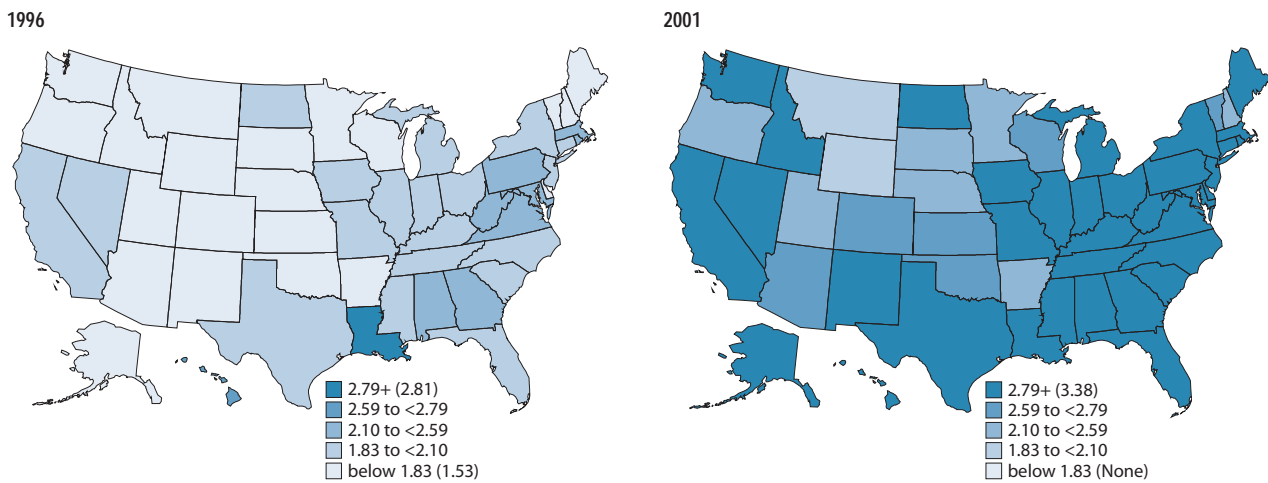 1996
2001
2.79+ (2.81)
2.59 to <2.79
2.10 to <2.59
1.83 to <2.10
below 1.83 (1.53)
2.79+ (3.38)
2.59 to <2.79
2.10 to <2.59
1.83 to <2.10
below 1.83 (None)